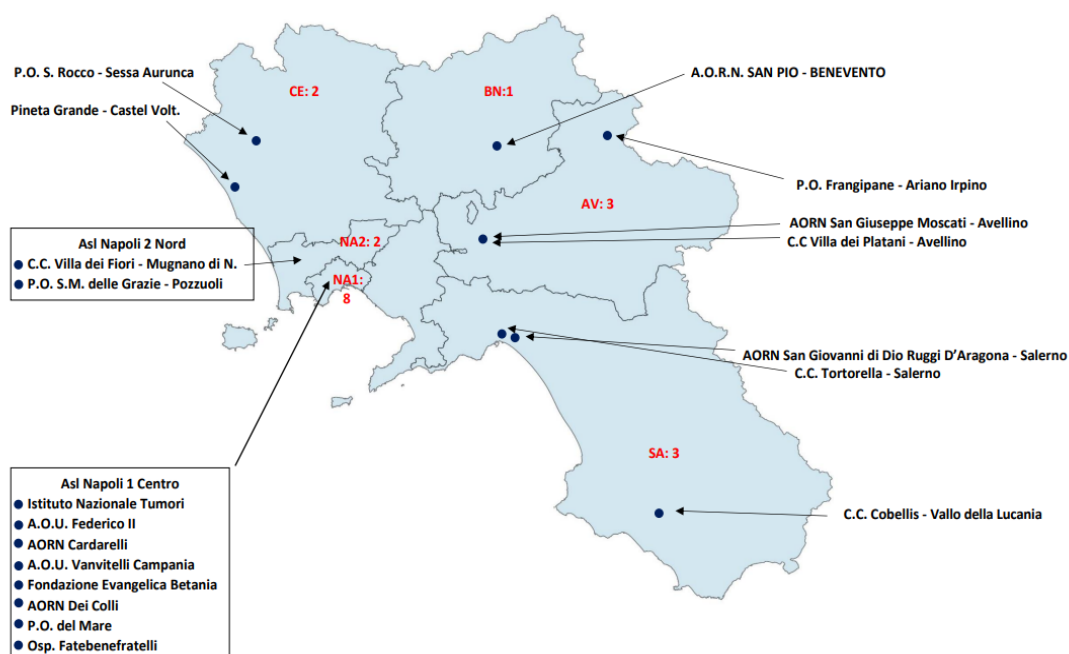 P.O. S. Rocco - Sessa Aurunca
Pineta Grande - Castel Volt.
CE: 2
BN:1
A.O.R.N. SAN PIO - BENEVENTO
P.O. Frangipane - Ariano Irpino
AV: 3
AORN San Giuseppe Moscati - Avellino
C.C Villa dei Platani - Avellino
Asl Napoli 2 Nord
C.C. Villa dei Fiori - Mugnano di N.
P.O. S.M. delle Grazie - Pozzuoli
NA2: 2
NA1:
8
AORN San Giovanni di Dio Ruggi D’Aragona - Salerno
C.C. Tortorella - Salerno
SA: 3
C.C. Cobellis - Vallo della Lucania
Asl Napoli 1 Centro
Istituto Nazionale Tumori
A.O.U. Federico II
AORN Cardarelli
A.O.U. Vanvitelli Campania
Fondazione Evangelica Betania
AORN Dei Colli
P.O. del Mare
Osp. Fatebenefratelli